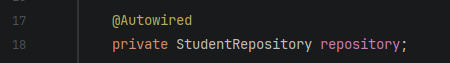 17 @Autowired
18 private StudentRepository repository;